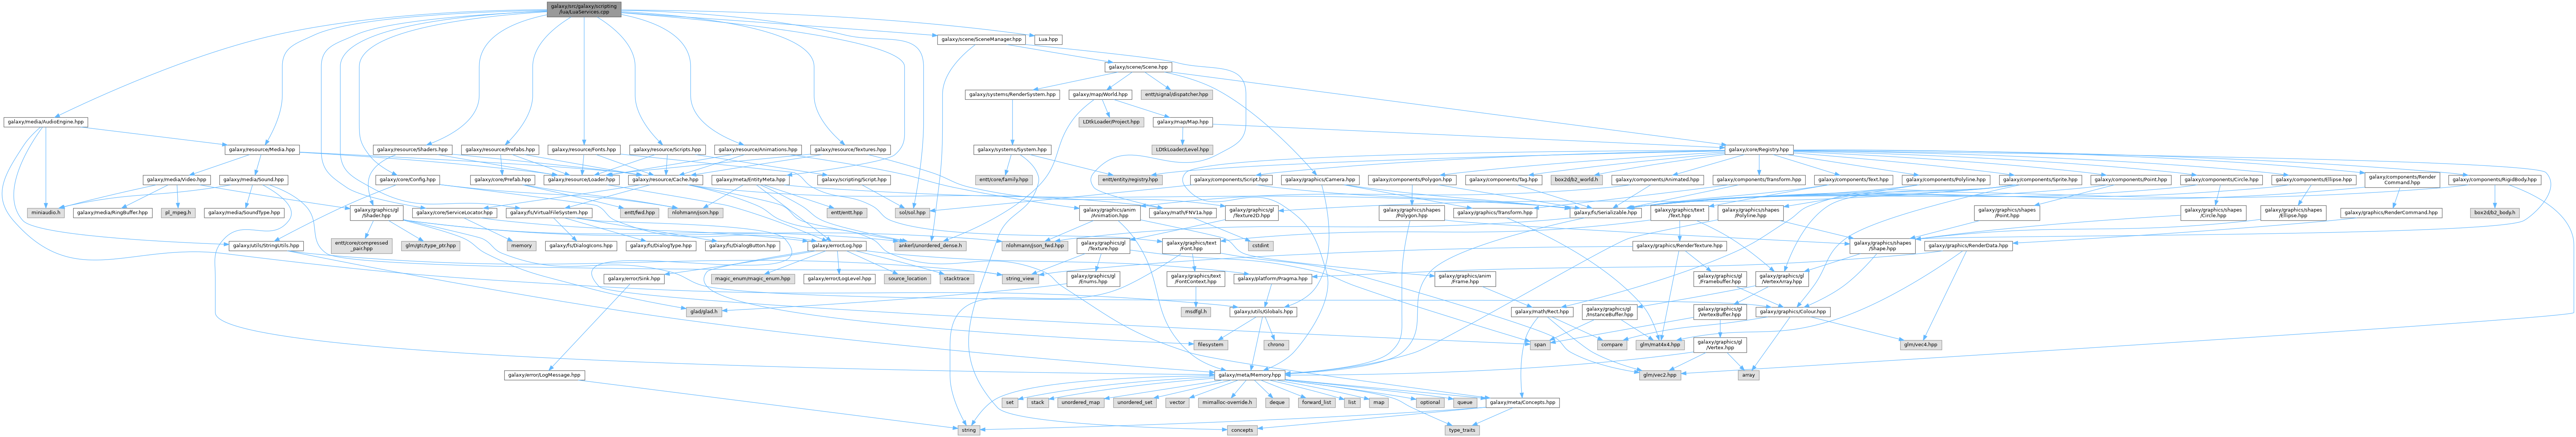 galaxy/src/galaxy/scripting
/lua/LuaServices.cpp
galaxy/scene/SceneManager.hpp
Lua.hpp
galaxy/scene/Scene.hpp
galaxy/systems/RenderSystem.hpp
galaxy/map/World.hpp
entt/signal/dispatcher.hpp
galaxy/media/AudioEngine.hpp
LDtkLoader/Project.hpp
galaxy/map/Map.hpp
galaxy/resource/Media.hpp
galaxy/resource/Shaders.hpp
galaxy/resource/Prefabs.hpp
galaxy/resource/Fonts.hpp
galaxy/resource/Scripts.hpp
galaxy/resource/Animations.hpp
galaxy/resource/Textures.hpp
galaxy/systems/System.hpp
LDtkLoader/Level.hpp
galaxy/core/Registry.hpp
galaxy/media/Video.hpp
galaxy/media/Sound.hpp
galaxy/core/Config.hpp
galaxy/core/Prefab.hpp
galaxy/resource/Loader.hpp
galaxy/resource/Cache.hpp
galaxy/meta/EntityMeta.hpp
galaxy/scripting/Script.hpp
entt/core/family.hpp
entt/entity/registry.hpp
galaxy/components/Script.hpp
galaxy/graphics/Camera.hpp
galaxy/components/Polygon.hpp
galaxy/components/Tag.hpp
box2d/b2_world.h
galaxy/components/Animated.hpp
galaxy/components/Transform.hpp
galaxy/components/Text.hpp
galaxy/components/Polyline.hpp
galaxy/components/Sprite.hpp
galaxy/components/Point.hpp
galaxy/components/Circle.hpp
galaxy/components/Ellipse.hpp
galaxy/components/Render
Command.hpp
galaxy/components/RigidBody.hpp
miniaudio.h
galaxy/media/RingBuffer.hpp
pl_mpeg.h
galaxy/media/SoundType.hpp
galaxy/graphics/gl
/Shader.hpp
galaxy/core/ServiceLocator.hpp
galaxy/fs/VirtualFileSystem.hpp
entt/fwd.hpp
nlohmann/json.hpp
entt/entt.hpp
sol/sol.hpp
galaxy/graphics/anim
/Animation.hpp
galaxy/math/FNV1a.hpp
galaxy/graphics/gl
/Texture2D.hpp
galaxy/graphics/shapes
/Polygon.hpp
galaxy/graphics/Transform.hpp
galaxy/fs/Serializable.hpp
galaxy/graphics/text
/Text.hpp
galaxy/graphics/shapes
/Polyline.hpp
galaxy/graphics/shapes
/Point.hpp
galaxy/graphics/shapes
/Circle.hpp
galaxy/graphics/shapes
/Ellipse.hpp
galaxy/graphics/RenderCommand.hpp
box2d/b2_body.h
galaxy/utils/StringUtils.hpp
entt/core/compressed
_pair.hpp
glm/gtc/type_ptr.hpp
memory
galaxy/fs/DialogIcons.hpp
galaxy/fs/DialogType.hpp
galaxy/fs/DialogButton.hpp
galaxy/error/Log.hpp
ankerl/unordered_dense.h
nlohmann/json_fwd.hpp
galaxy/graphics/gl
/Texture.hpp
galaxy/graphics/text
/Font.hpp
cstdint
galaxy/graphics/RenderTexture.hpp
galaxy/graphics/shapes
/Shape.hpp
galaxy/graphics/RenderData.hpp
galaxy/error/Sink.hpp
magic_enum/magic_enum.hpp
galaxy/error/LogLevel.hpp
source_location
stacktrace
string_view
galaxy/graphics/gl
/Enums.hpp
galaxy/graphics/text
/FontContext.hpp
galaxy/platform/Pragma.hpp
galaxy/graphics/anim
/Frame.hpp
galaxy/graphics/gl
/Framebuffer.hpp
galaxy/graphics/gl
/VertexArray.hpp
glad/glad.h
msdfgl.h
galaxy/utils/Globals.hpp
galaxy/math/Rect.hpp
galaxy/graphics/gl
/InstanceBuffer.hpp
galaxy/graphics/gl
/VertexBuffer.hpp
galaxy/graphics/Colour.hpp
filesystem
chrono
span
compare
glm/mat4x4.hpp
galaxy/graphics/gl
/Vertex.hpp
glm/vec4.hpp
galaxy/error/LogMessage.hpp
galaxy/meta/Memory.hpp
glm/vec2.hpp
array
set
stack
unordered_map
unordered_set
vector
mimalloc-override.h
deque
forward_list
list
map
optional
queue
galaxy/meta/Concepts.hpp
string
concepts
type_traits